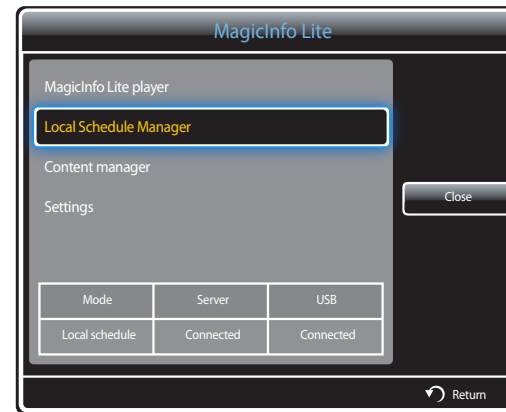 MagicInfo Lite
MagicInfo Lite player
Local Schedule Manager
Content manager
Settings
Close
Mode Server USB
Local schedule Connected Connected
Return